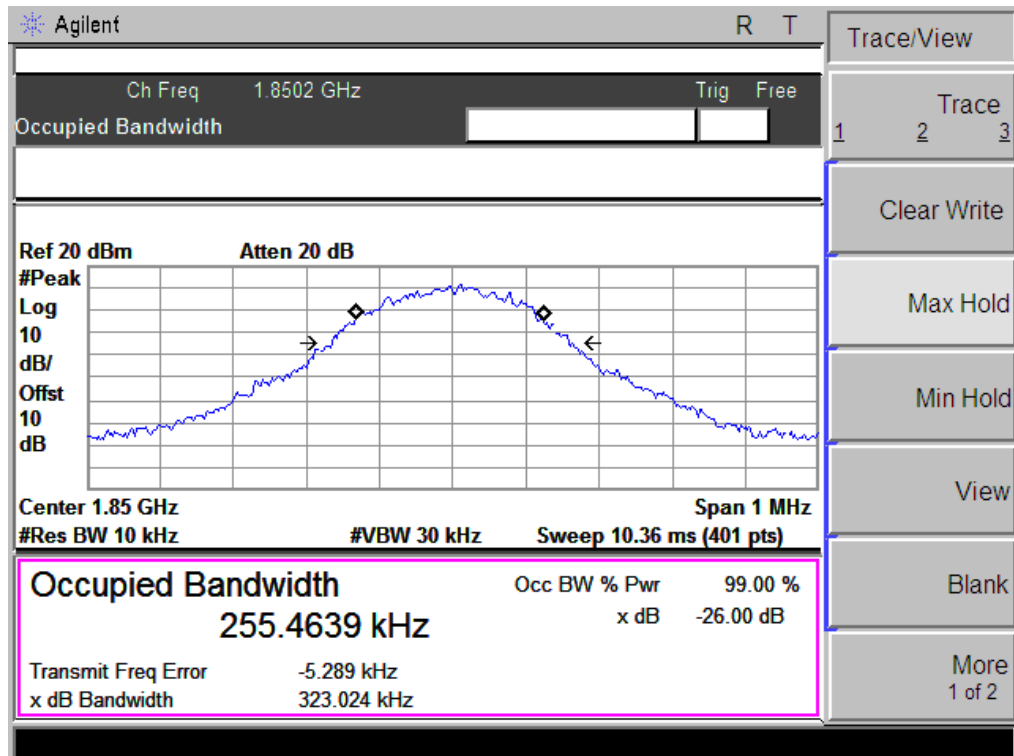 Agilent R T
Trace/View
Ch Freq 1.8502 GHz Trig Free
Occupied Bandwidth
Trace
1 2 3
Clear Write
Ref 20 dBm Atten 20 dB
#Peak
Log
10
dB/
Offst
10
dB
Max Hold
Min Hold
View
Center 1.85 GHz Span 1 MHz
#Res BW 10 kHz #VBW 30 kHz Sweep 10.36 ms (401 pts)
Occupied Bandwidth Occ BW % Pwr 99.00 %
255.4639 kHz x dB -26.00 dB
Transmit Freq Error -5.289 kHz
x dB Bandwidth 323.024 kHz
Blank
More
1 of 2